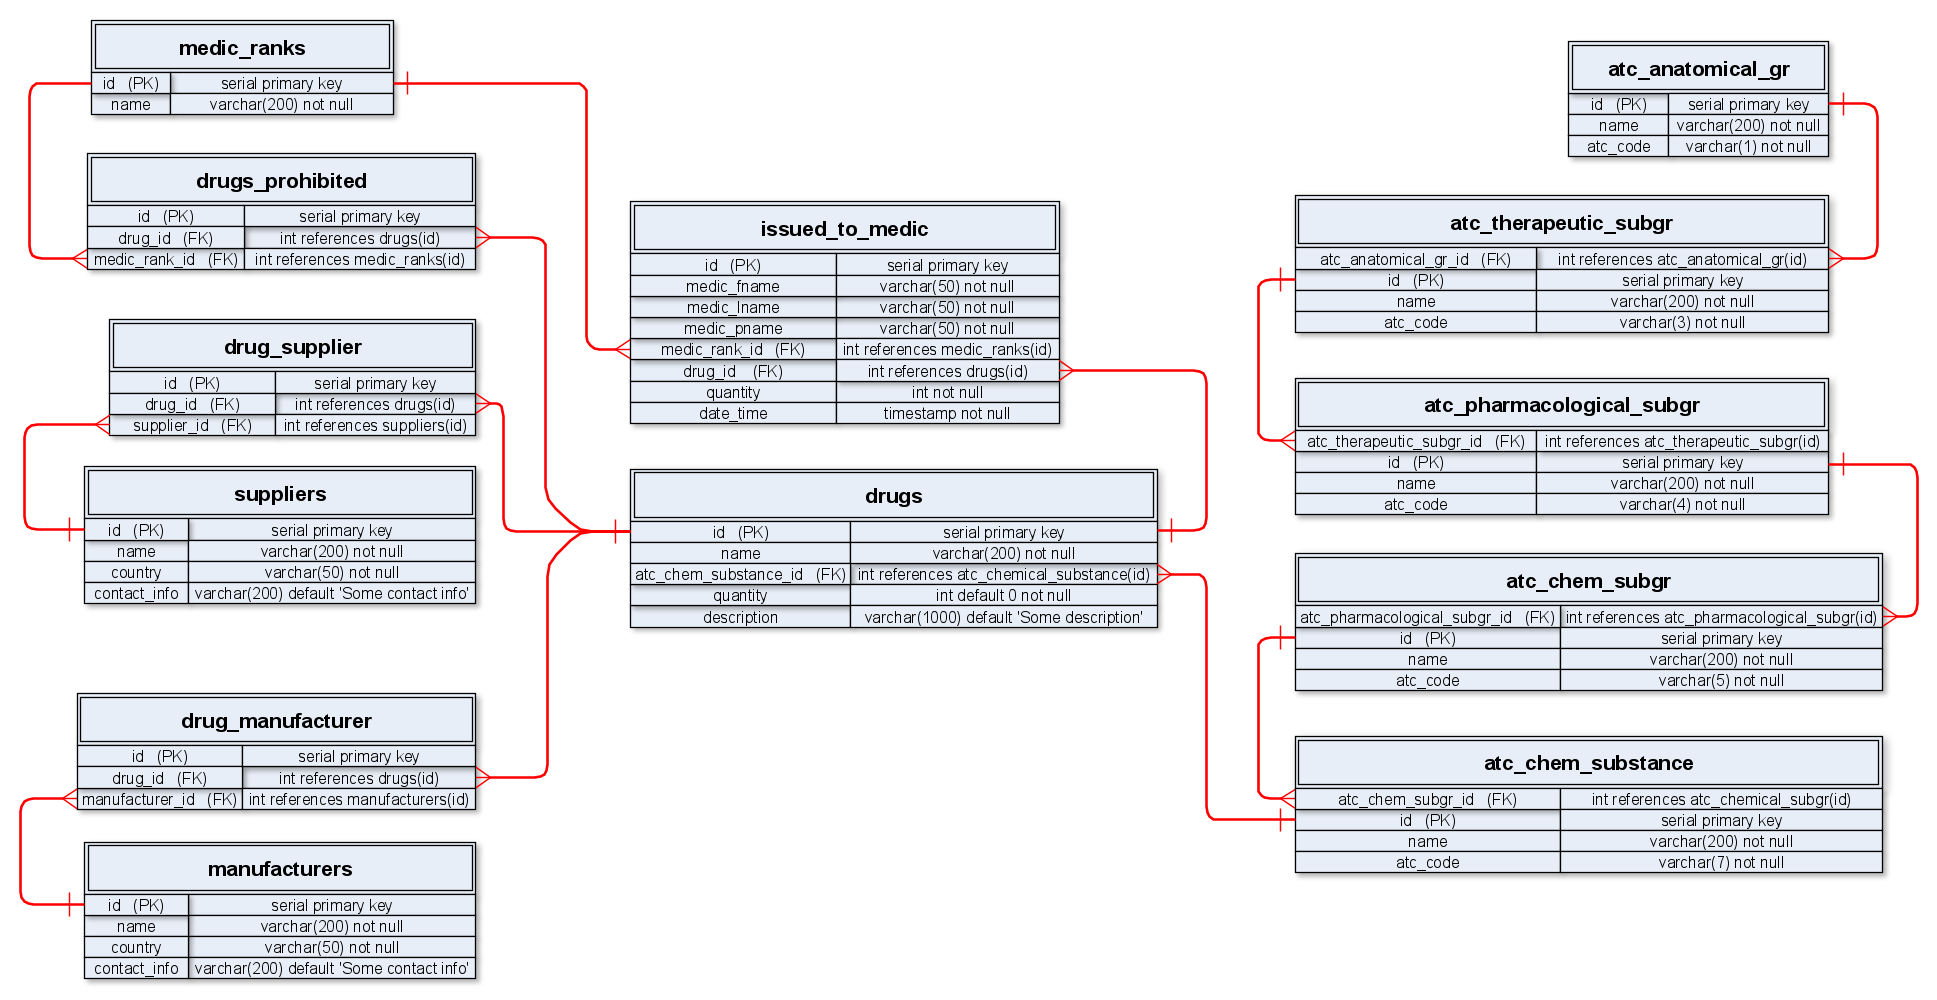 medic_ranks
id (PK) serial primary key
name varchar(200) not null
drugs_prohibited
id (PK) serial primary key
drug_id (FK) int references drugs(id)
medic_rank_id (FK) int references medic_ranks(id)
drug_supplier
id (PK) serial primary key
drug_id (FK) int references drugs(id)
supplier_id (FK) int references suppliers(id)
suppliers
id (PK) serial primary key
name varchar(200) not null
country varchar(50) not null
contact_info varchar(200) default 'Some contact info'
drug_manufacturer
id (PK) serial primary key
drug_id (FK) int references drugs(id)
manufacturer_id (FK) int references manufacturers(id)
manufacturers
id (PK) serial primary key
name varchar(200) not null
country varchar(50) not null
contact_info varchar(200) default 'Some contact info'
issued_to_medic
id (PK) serial primary key
medic_fname varchar(50) not null
medic_lname varchar(50) not null
medic_pname varchar(50) not null
medic_rank_id (FK) int references medic_ranks(id)
drug_id (FK) int references drugs(id)
quantity int not null
date_time timestamp not null
drugs
id (PK) serial primary key
name varchar(200) not null
atc_chem_substance_id (FK) int references atc_chemical_substance(id)
quantity int default 0 not null
description varchar(1000) default 'Some description'
atc_anatomical_gr
id (PK) serial primary key
name varchar(200) not null
atc_code varchar(1) not null
atc_therapeutic_subgr
atc_anatomical_gr_id (FK) int references atc_anatomical_gr(id)
id (PK) serial primary key
name varchar(200) not null
atc_code varchar(3) not null
atc_pharmacological_subgr
atc_therapeutic_subgr_id (FK) int references atc_therapeutic_subgr(id)
id (PK) serial primary key
name varchar(200) not null
atc_code varchar(4) not null
atc_chem_subgr
atc_pharmacological_subgr_id (FK) int references atc_pharmacological_subgr(id)
id (PK) serial primary key
name varchar(200) not null
atc_code varchar(5) not null
atc_chem_substance
atc_chem_subgr_id (FK) int references atc_chemical_subgr(id)
id (PK) serial primary key
name varchar(200) not null
atc_code varchar(7) not null